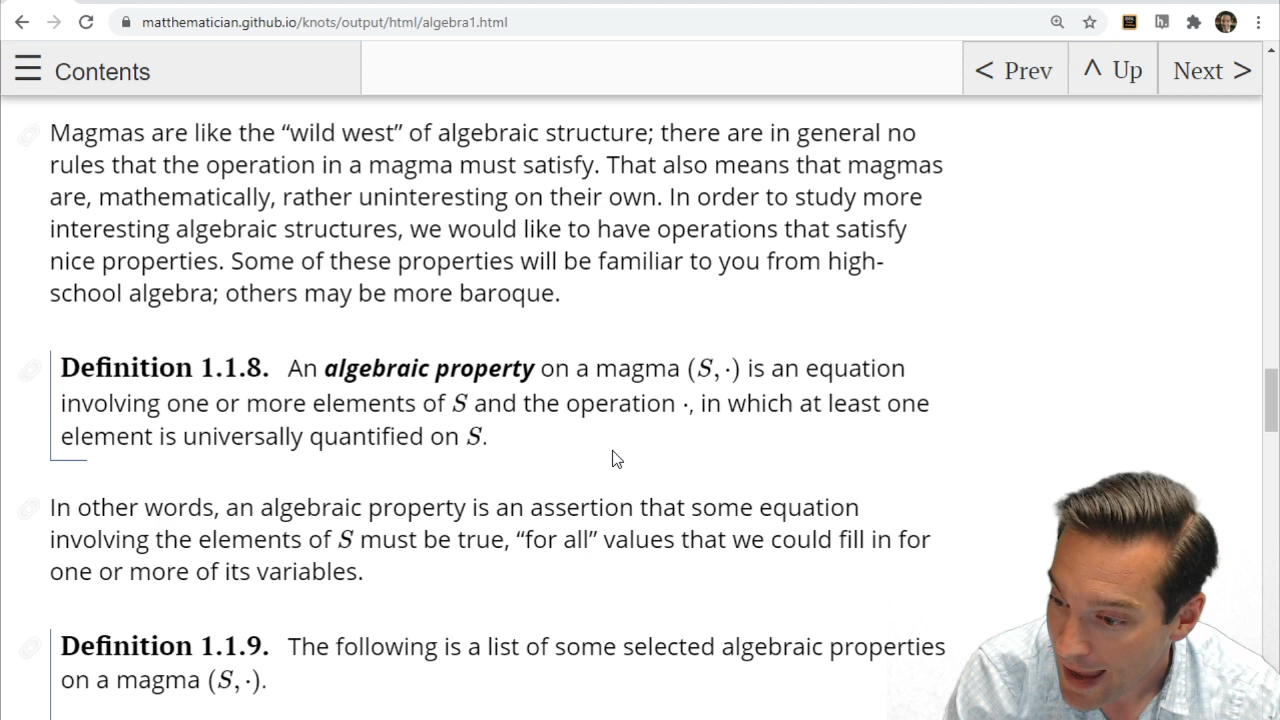 matthematician.github.io/knots/output/html/algebra1.html
Contents
< Prev
^ Up
Next >
Magmas are like the “wild west” of algebraic structure; there are in general no
rules that the operation in a magma must satisfy. That also means that magmas
are, mathematically, rather uninteresting on their own. In order to study more
interesting algebraic structures, we would like to have operations that satisfy
nice properties. Some of these properties will be familiar to you from high-
school algebra; others may be more baroque.
Definition 1.1.8. An algebraic property on a magma (S, ·) is an equation
involving one or more elements of S and the operation ·, in which at least one
element is universally quantified on S.
In other words, an algebraic property is an assertion that some equation
involving the elements of S must be true, “for all” values that we could fill in for
one or more of its variables.
Definition 1.1.9. The following is a list of some selected algebraic properties
on a magma (S, ·).